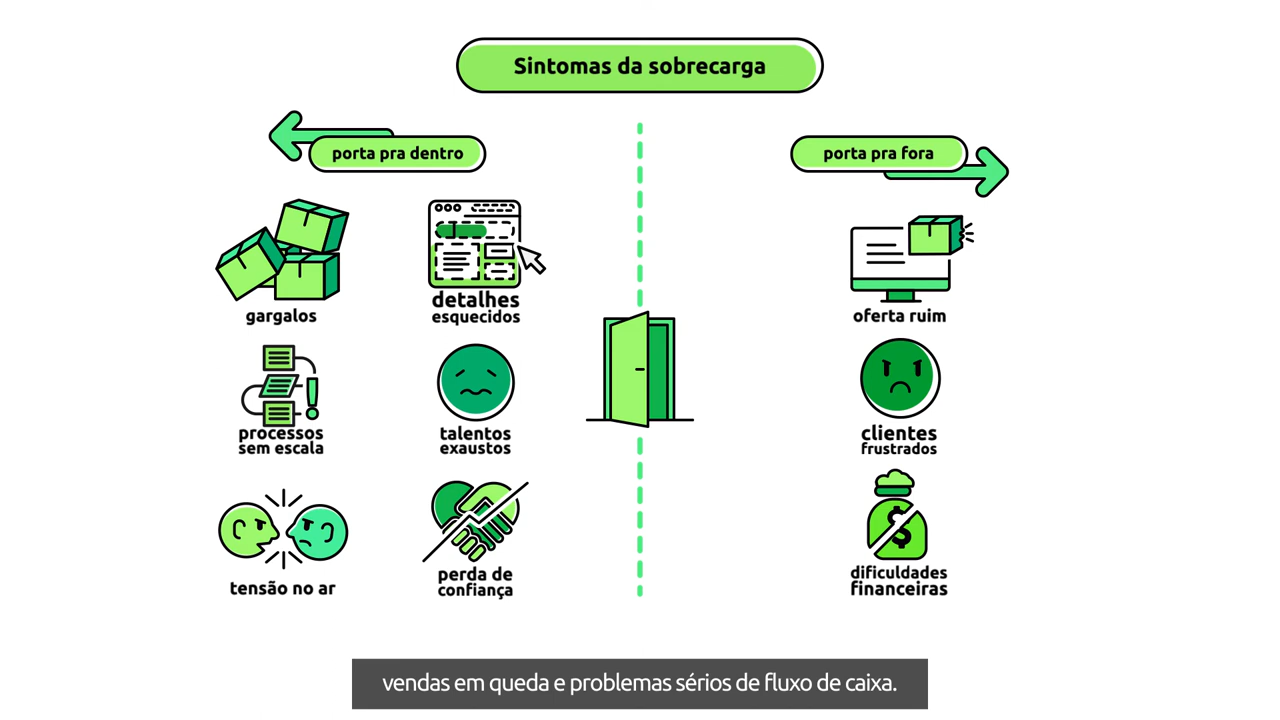 Sintomas da sobrecarga
porta pra dentro
porta pra fora
gargalos
detalhes
esquecidos
oferta ruim
processos
sem escala
talentos
exaustos
clientes
frustrados
tensão no ar
perda de
confiança
$
$
dificuldades
financeiras
vendas em queda e problemas sérios de fluxo de caixa.